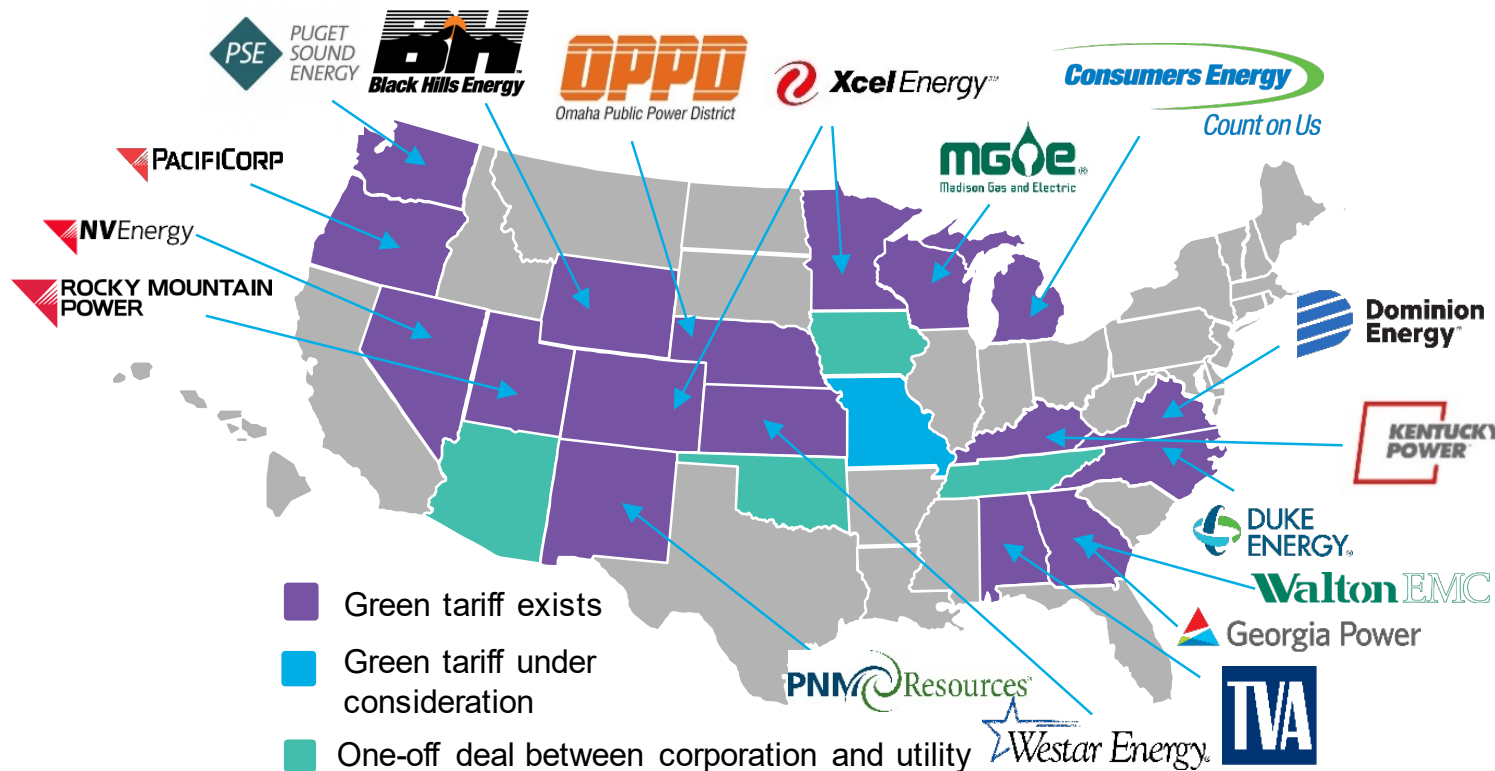 PSE
PUGET
SOUND
ENERGY
BH
Black Hills Energy
OPPD
Omaha Public Power District
Xcel Energy℠
Consumers Energy
Count on Us
PACIFICORP
mge®
Madison Gas and Electric
NVEnergy
ROCKY MOUNTAIN
POWER
Dominion
Energy
KENTUCKY
POWER
DUKE
ENERGY®
Walton EMC
Georgia Power
PNM Resources
TVA
Westar Energy
Green tariff exists
Green tariff under
consideration
One-off deal between corporation and utility